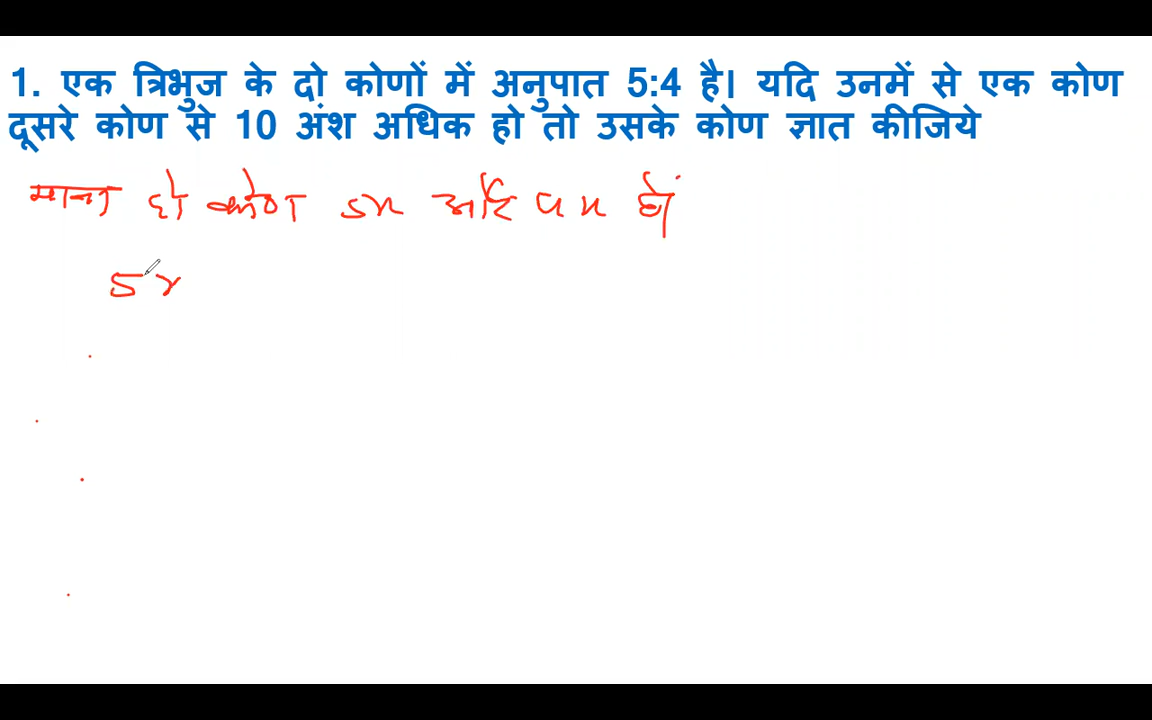 1. एक त्रिभुज के दो कोणों में अनुपात 5:4 है। यदि उनमें से एक कोण
दूसरे कोण से 10 अंश अधिक हो तो उसके कोण ज्ञात कीजिये
माना दो कोण 5x और 4x हैं।
5x